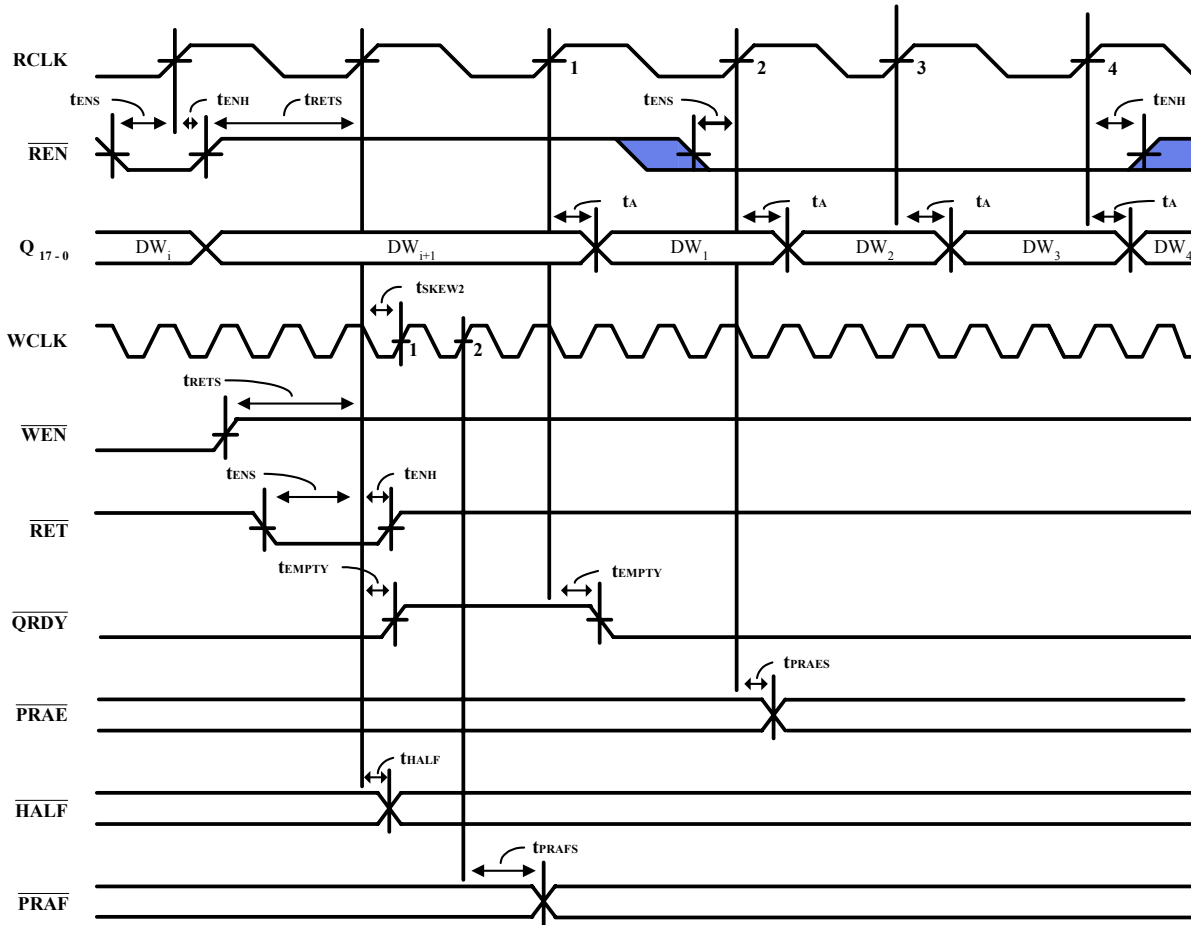 RCLK
1
2
3
4
tENS
tENH
tRETS
tENS
tENH
REN
tA
tA
tA
tA
Q 17 - 0
DWi
DWi+1
DW1
DW2
DW3
DW4
tSKEW2
WCLK
1
2
tRETS
WEN
tENS
tENH
RET
tEMPTY
tEMPTY
QRDY
tPRAES
PRAE
tHALF
HALF
tPRAFS
PRAF